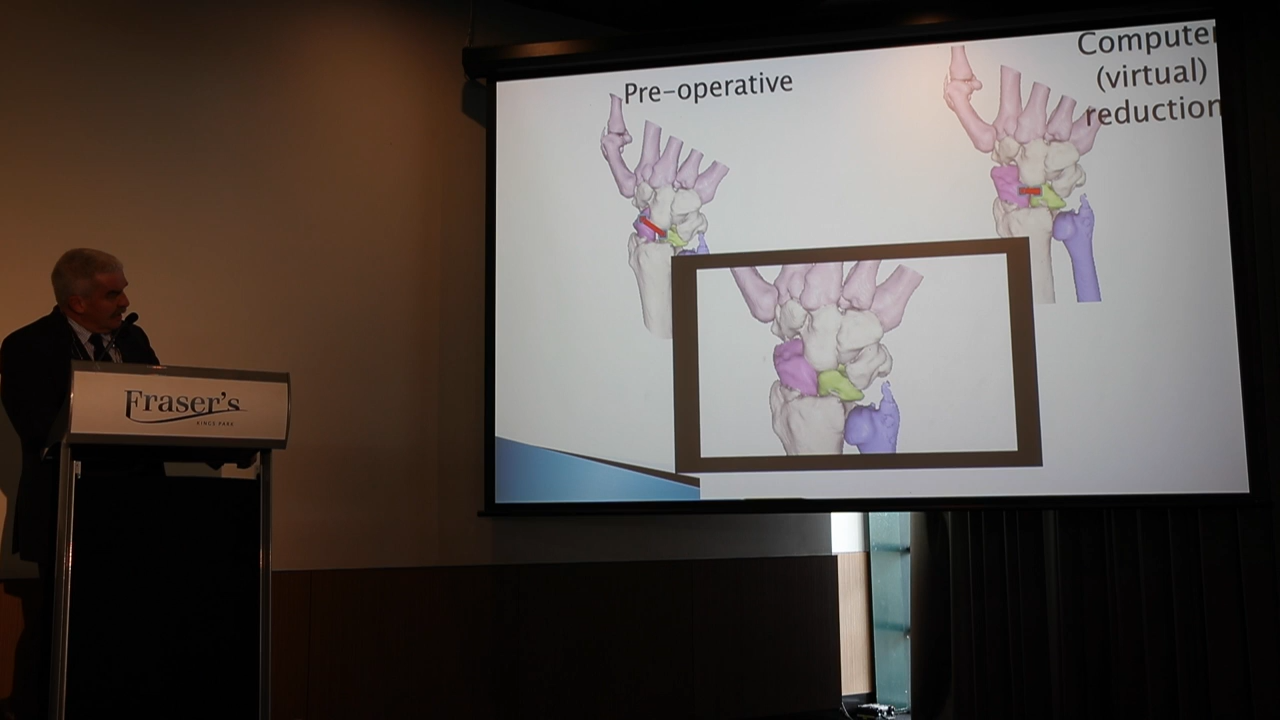 Pre-operative
Compute
(virtual)
reduction
Fraser's
KINGS PARK